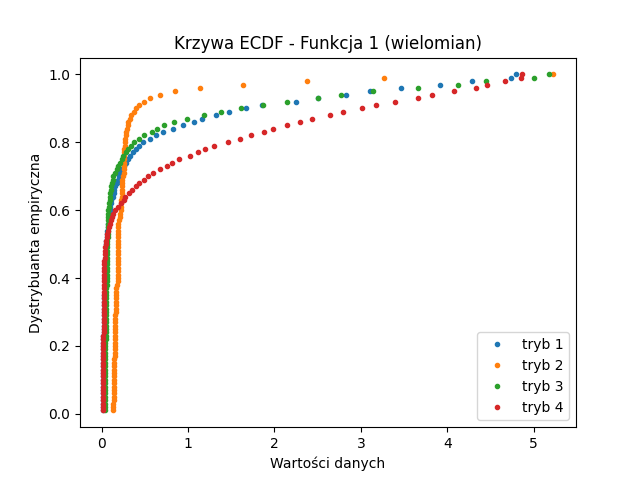 Krzywa ECDF - Funkcja 1 (wielomian)
Dystrybuanta empiryczna
1.0
0.8
0.6
0.4
0.2
0.0
0
1
2
3
4
5
Wartości danych
tryb 1
tryb 2
tryb 3
tryb 4